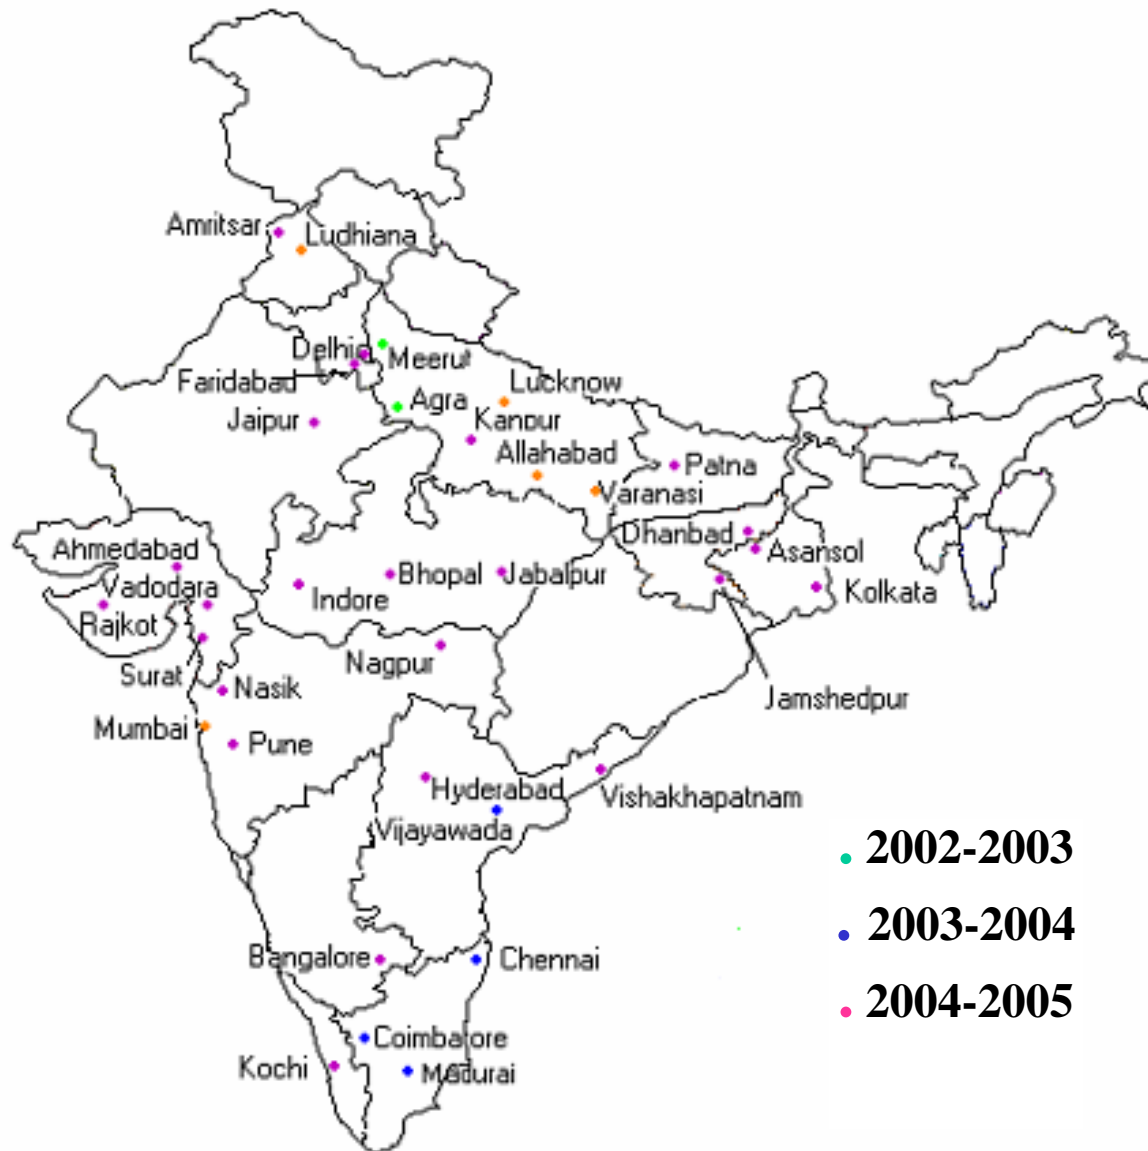 Amritsar
Ludhiana
Delhi
Meerut
Faridabad
Lucknow
Agra
Jaipur
Kanpur
Allahabad
Patna
Varanasi
Dhanbad
Ahmedabad
Asansol
Vadodara
Bhopal
Jabalpur
Indore
Kolkata
Rajkot
Nagpur
Surat
Nasik
Jamshedpur
Mumbai
Pune
Hyderabad
Vishakhapatnam
Vijayawada
2002-2003
2003-2004
Bangalore
Chennai
2004-2005
Coimbatore
Kochi
Madurai